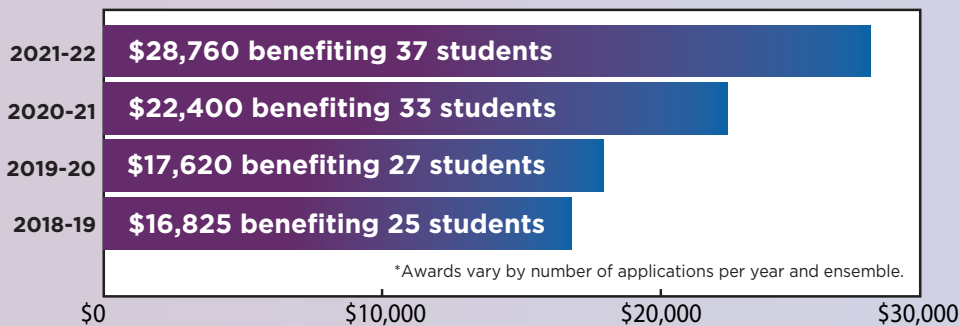 2021-22 $28,760 benefiting 37 students
2020-21 $22,400 benefiting 33 students
2019-20 $17,620 benefiting 27 students
2018-19 $16,825 benefiting 25 students
*Awards vary by number of applications per year and ensemble.
$0 $10,000 $20,000 $30,000